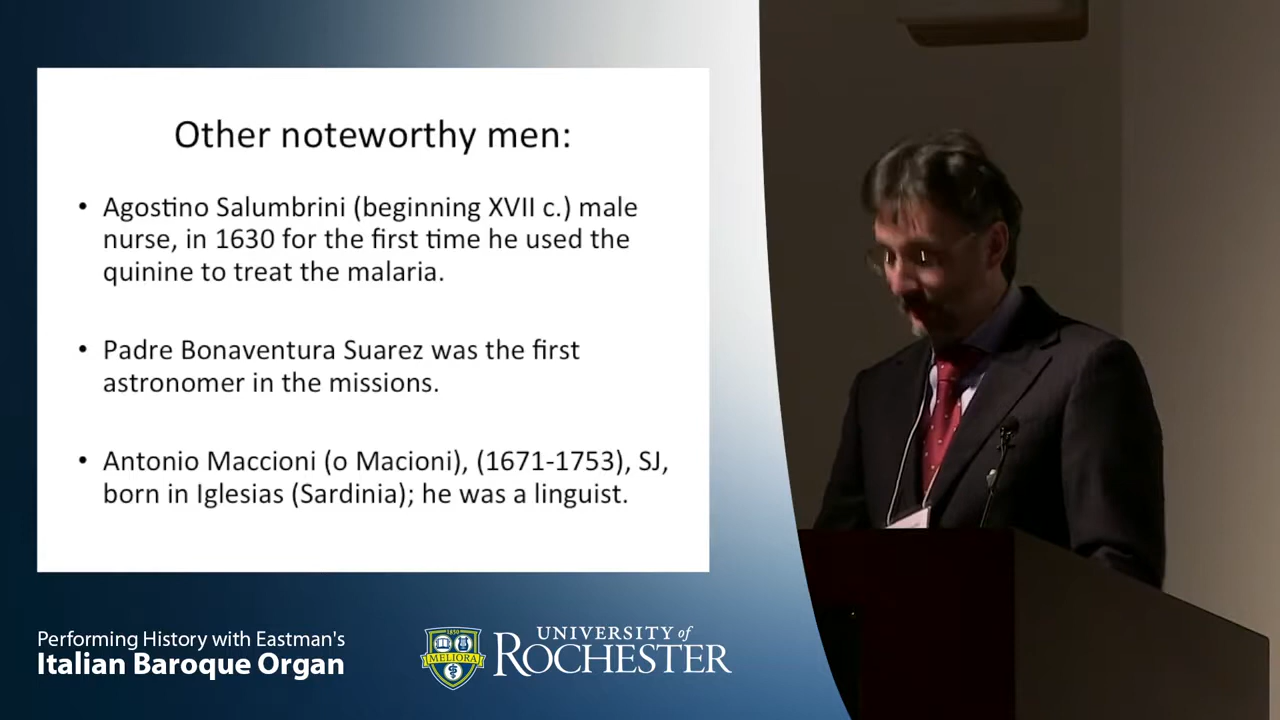 Other noteworthy men:
• Agostino Salumbrini (beginning XVII c.) male
nurse, in 1630 for the first time he used the
quinine to treat the malaria.
• Padre Bonaventura Suarez was the first
astronomer in the missions.
• Antonio Maccioni (o Macioni), (1671-1753), SJ,
born in Iglesias (Sardinia); he was a linguist.
Performing History with Eastman's
Italian Baroque Organ
1850
MELIORA
UNIVERSITY of
ROCHESTER